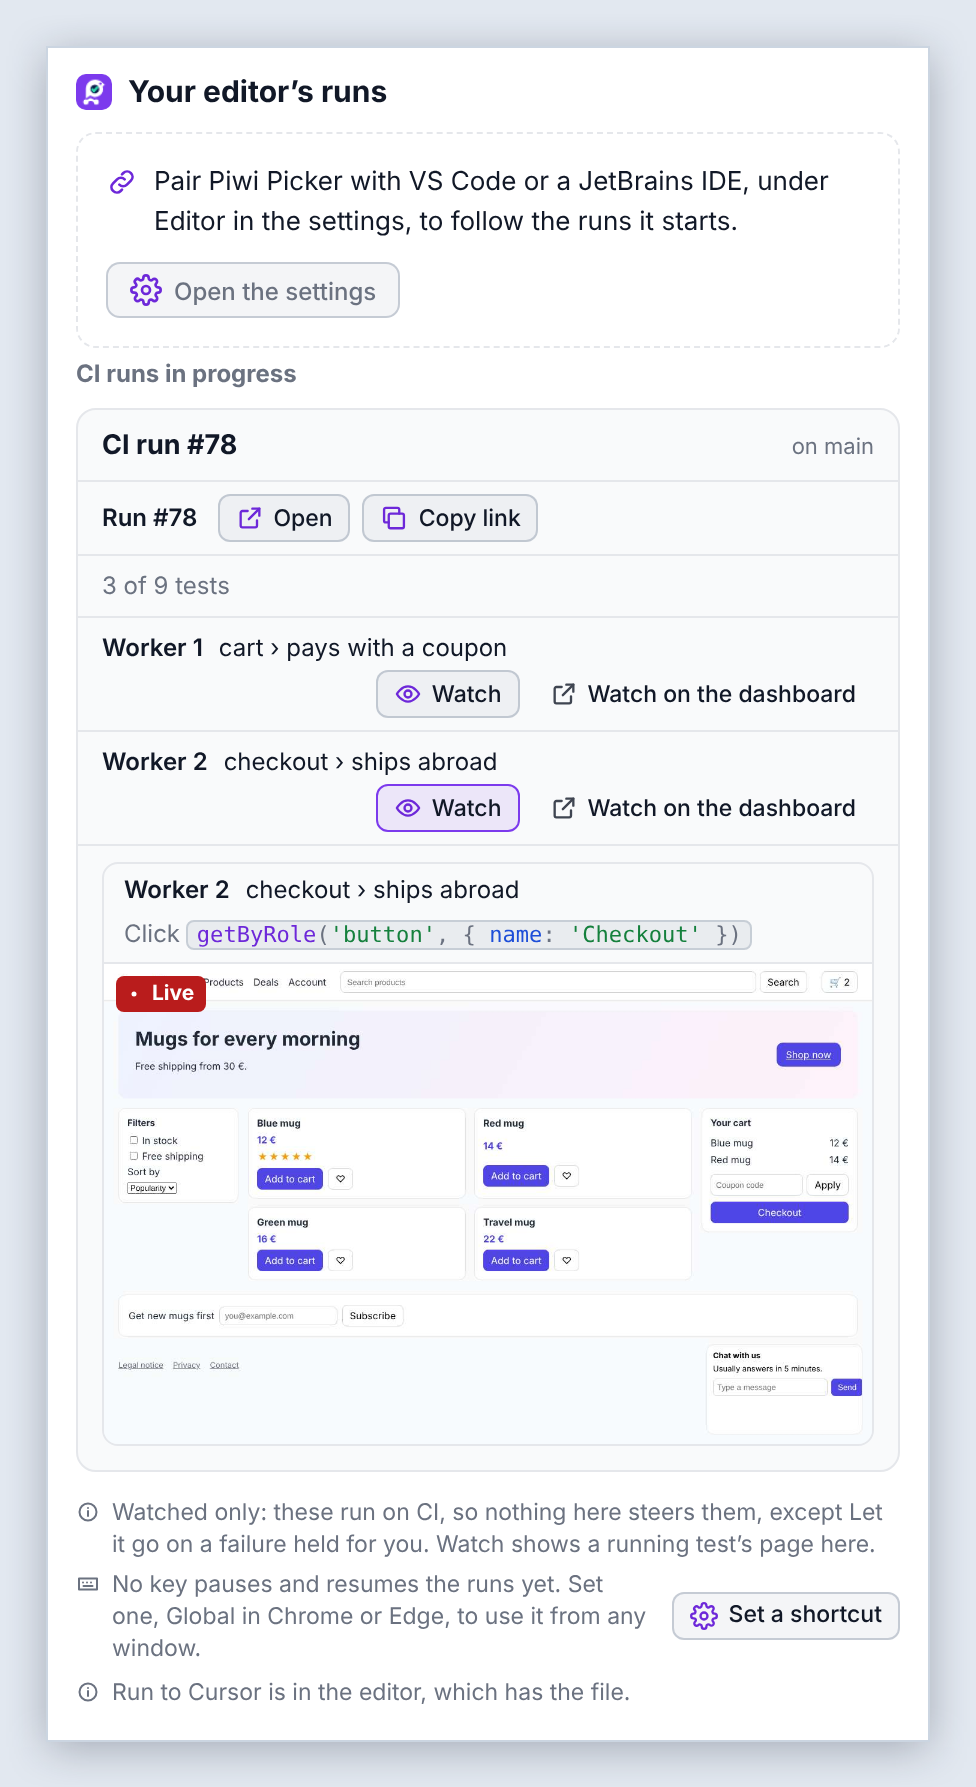 Your editor’s runs
Pair Piwi Picker with VS Code or a JetBrains IDE, under
Editor in the settings, to follow the runs it starts.
Open the settings
CI runs in progress
CI run #78 on main
Run #78 Open Copy link
3 of 9 tests
Worker 1 cart › pays with a coupon
Watch Watch on the dashboard
Worker 2 checkout › ships abroad
Watch Watch on the dashboard
Worker 2 checkout › ships abroad
Click getByRole('button', { name: 'Checkout' })
• Live Products Deals Account Search products Search 2
Mugs for every morning
Free shipping from 30 €.
Shop now
Filters
In stock
Free shipping
Sort by
Popularity
Blue mug
12 €
★★★★★
Add to cart
Red mug
14 €
Add to cart
Green mug
16 €
Add to cart
Travel mug
22 €
Add to cart
Your cart
Blue mug 12 €
Red mug 14 €
Coupon code Apply
Checkout
Get new mugs first you@example.com Subscribe
Legal notice Privacy Contact
Chat with us
Usually answers in 5 minutes.
Type a message Send
Watched only: these run on CI, so nothing here steers them, except Let
it go on a failure held for you. Watch shows a running test’s page here.
No key pauses and resumes the runs yet. Set
one, Global in Chrome or Edge, to use it from any
window.
Set a shortcut
Run to Cursor is in the editor, which has the file.